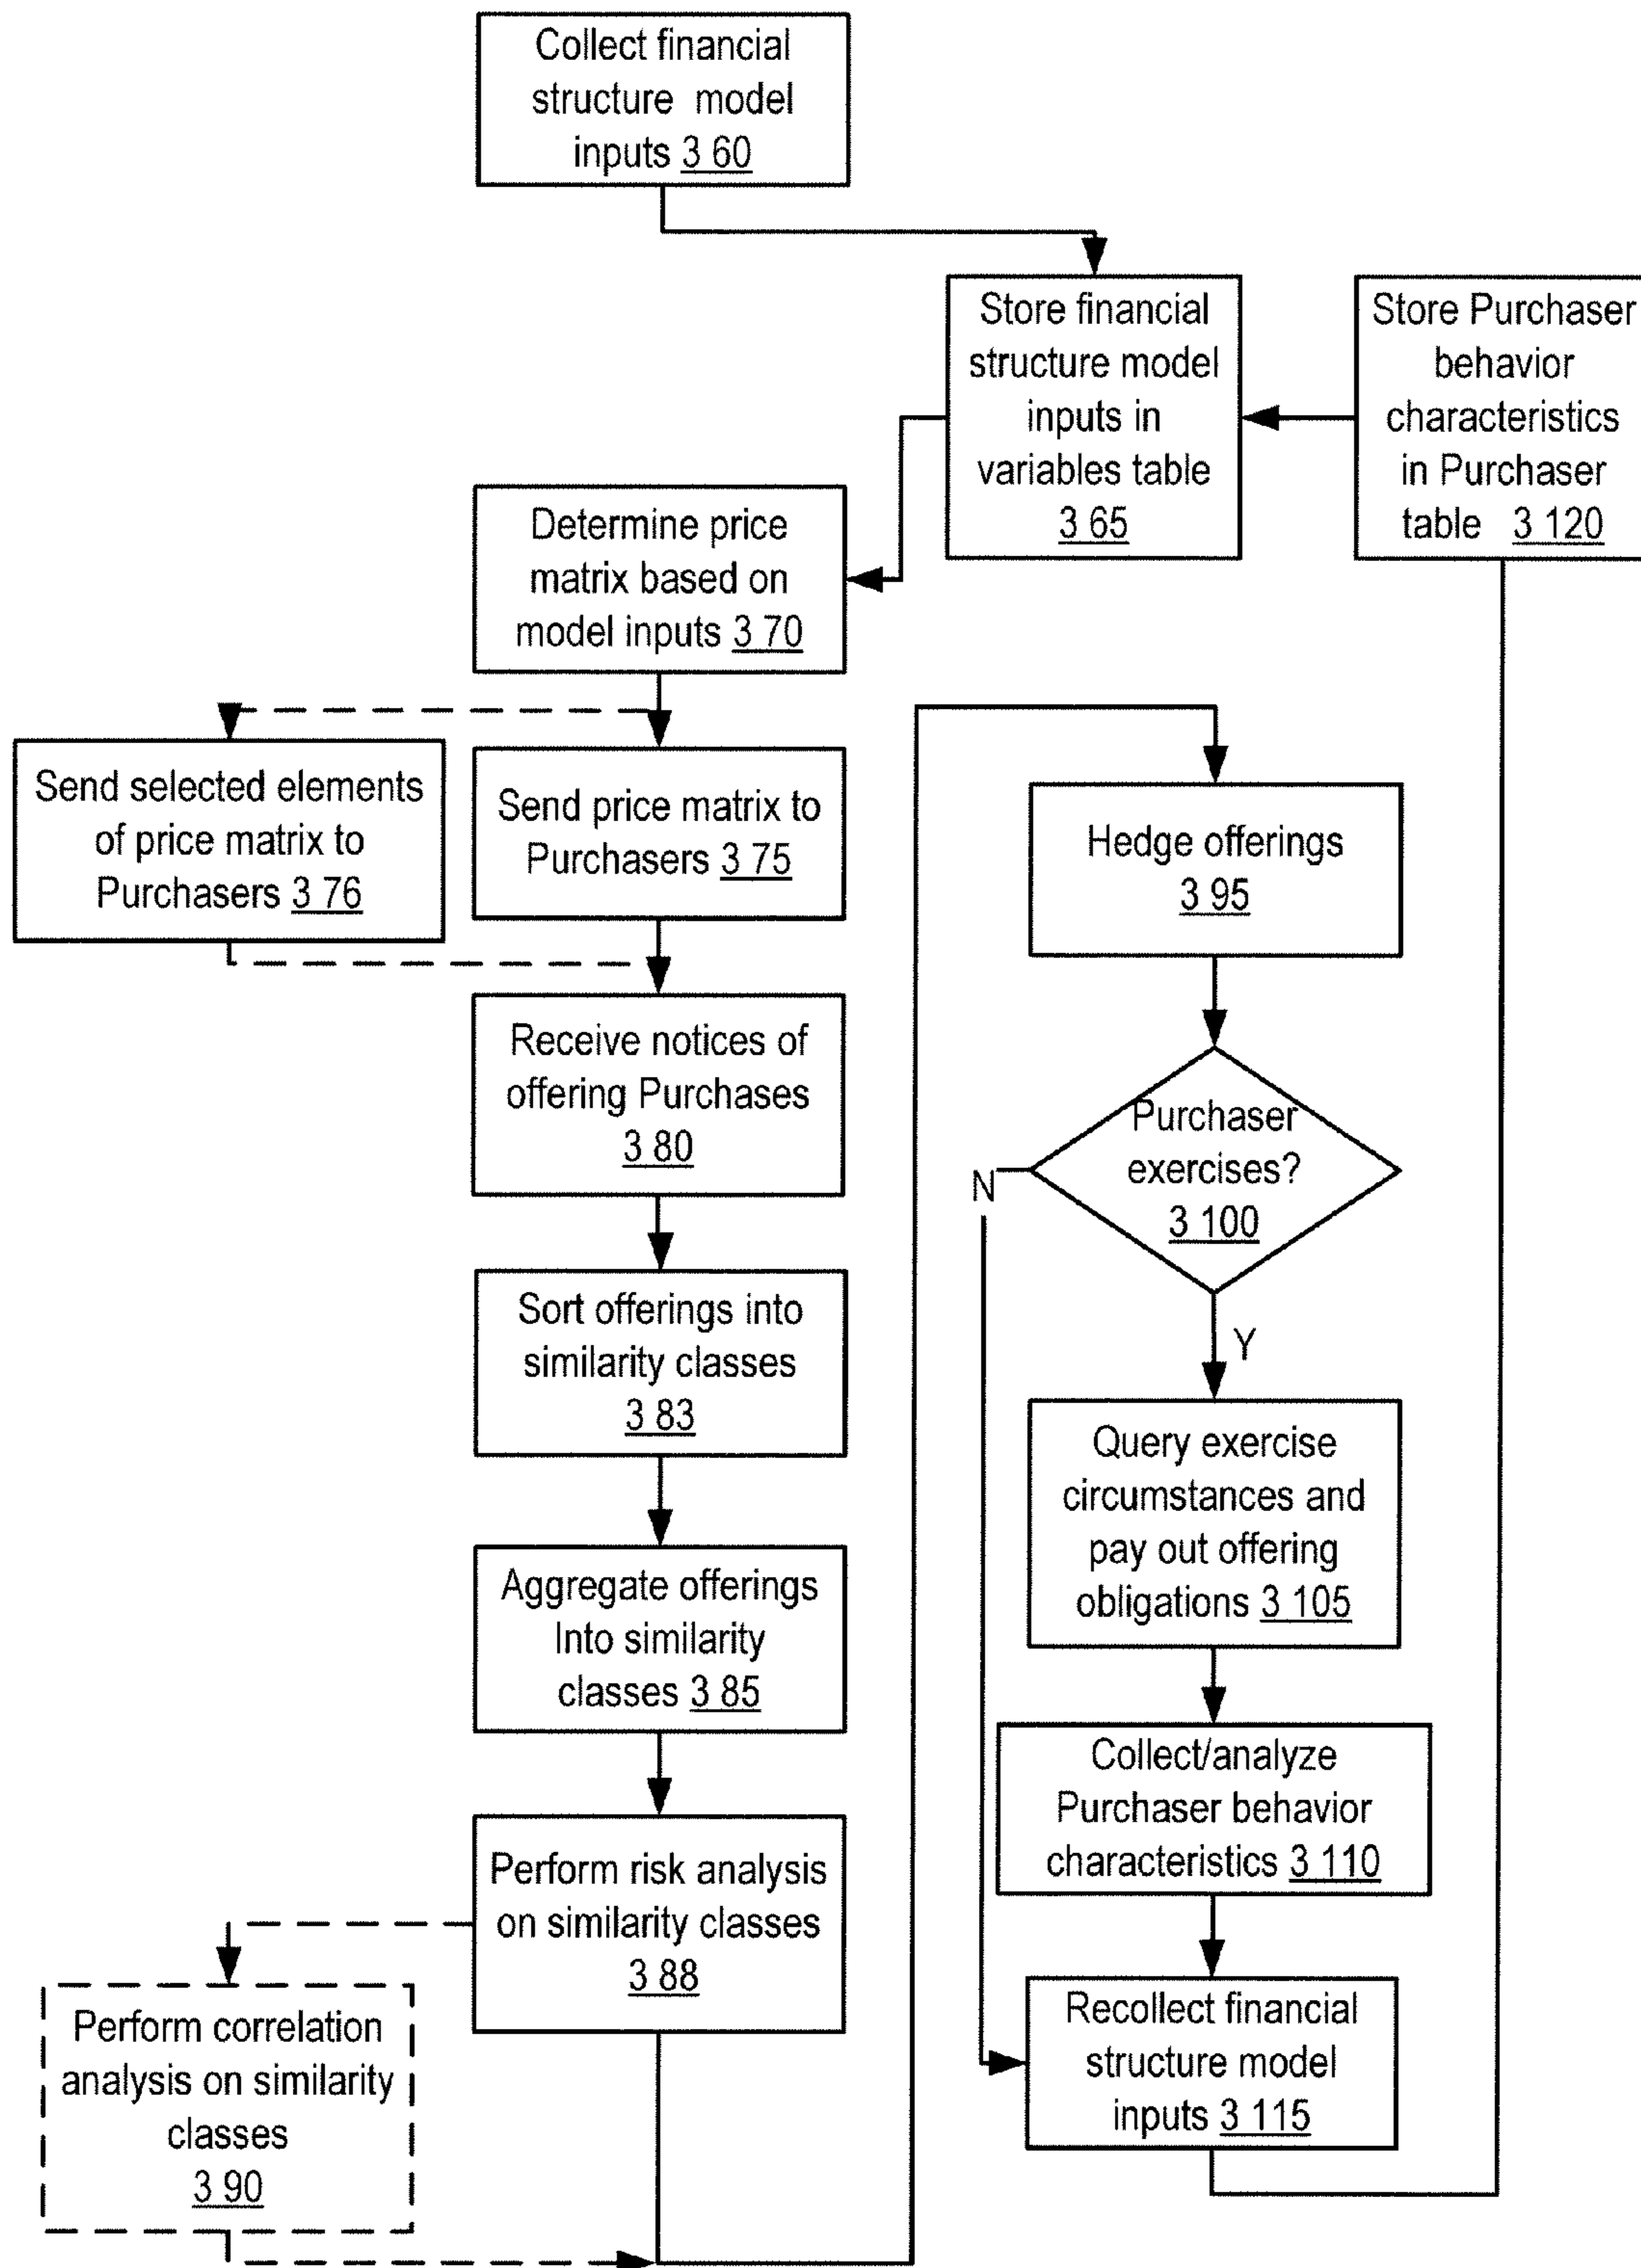 Collect financial
structure model
inputs 3 60
Store financial
structure model
inputs in
variables table
3 65
Store Purchaser
behavior
characteristics
in Purchaser
table 3 120
Determine price
matrix based on
model inputs 3 70
Send selected elements
of price matrix to
Purchasers 3 76
Send price matrix to
Purchasers 3 75
Receive notices of
offering Purchases
3 80
Sort offerings into
similarity classes
3 83
Aggregate offerings
Into similarity
classes 3 85
Perform risk analysis
on similarity classes
3 88
Perform correlation
analysis on similarity
classes
3 90
Hedge offerings
3 95
Purchaser
exercises?
3 100
N
Y
Query exercise
circumstances and
pay out offering
obligations 3 105
Collect/analyze
Purchaser behavior
characteristics 3 110
Recollect financial
structure model
inputs 3 115